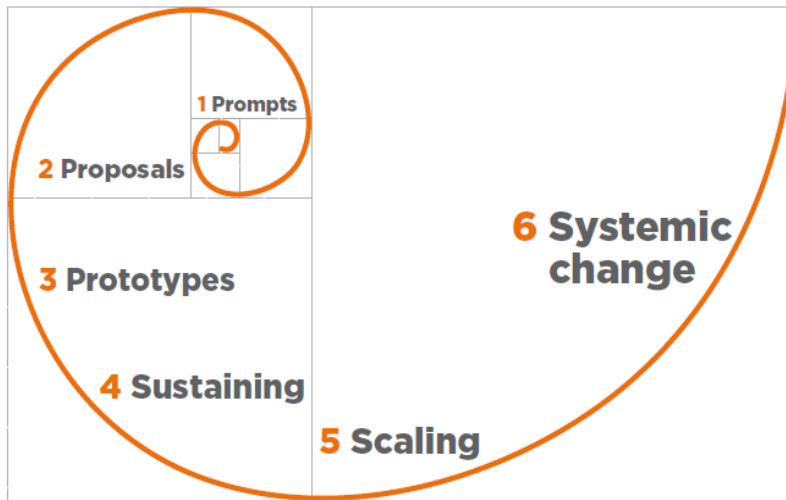 1 Prompts
2 Proposals
3 Prototypes
4 Sustaining
5 Scaling
6 Systemic
change